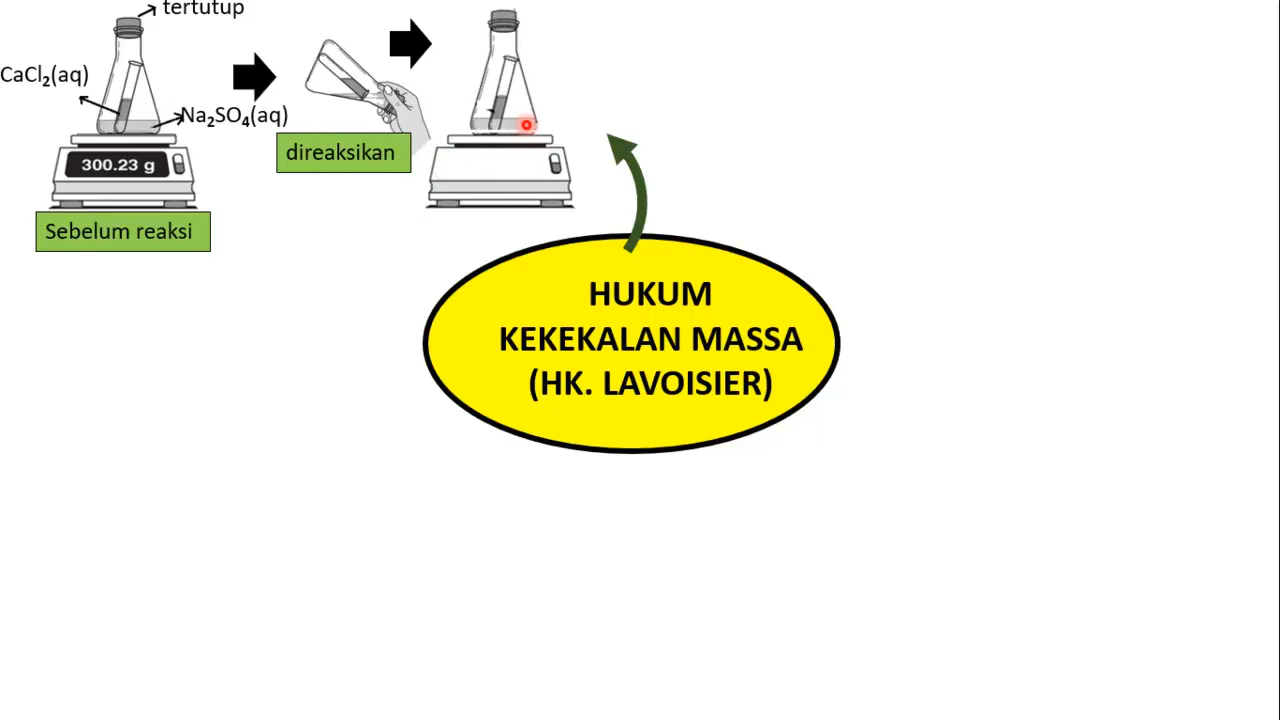 tertutup
CaCl₂(aq)
Na₂SO₄(aq)
300.23 g
direaksikan
Sebelum reaksi
HUKUM
KEKEKALAN MASSA
(HK. LAVOISIER)